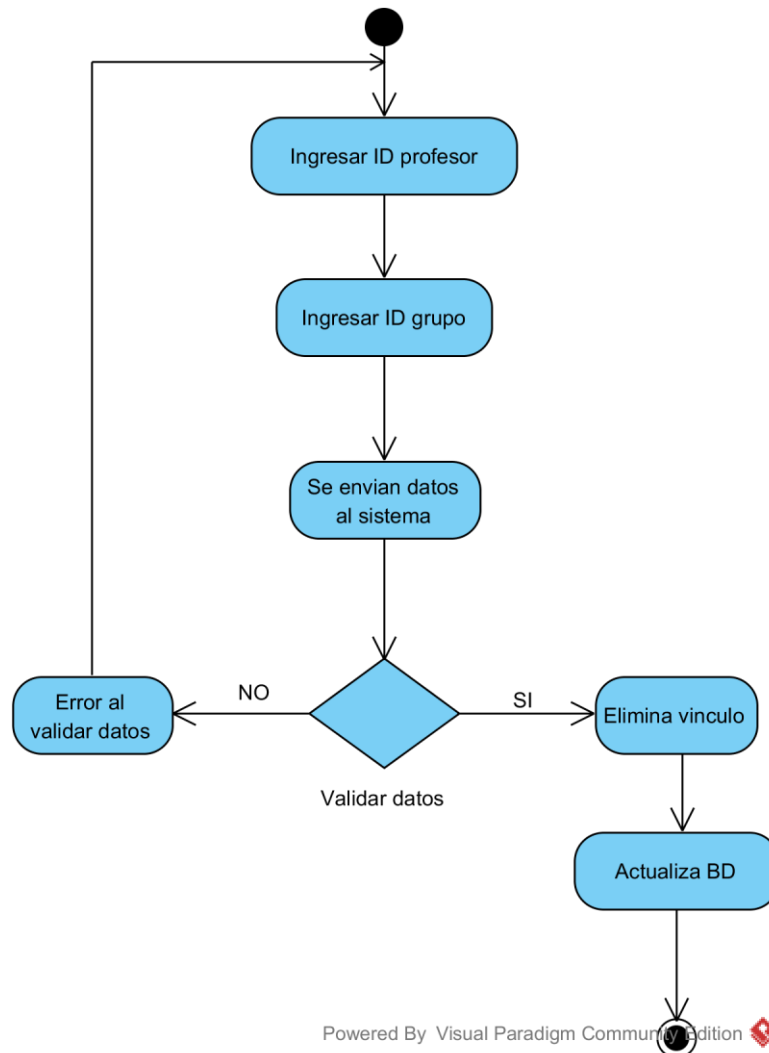 Ingresar ID profesor
Ingresar ID grupo
Se envian datos
al sistema
NO
SI
Error al
validar datos
Elimina vinculo
Validar datos
Actualiza BD
Powered By Visual Paradigm Community Edition